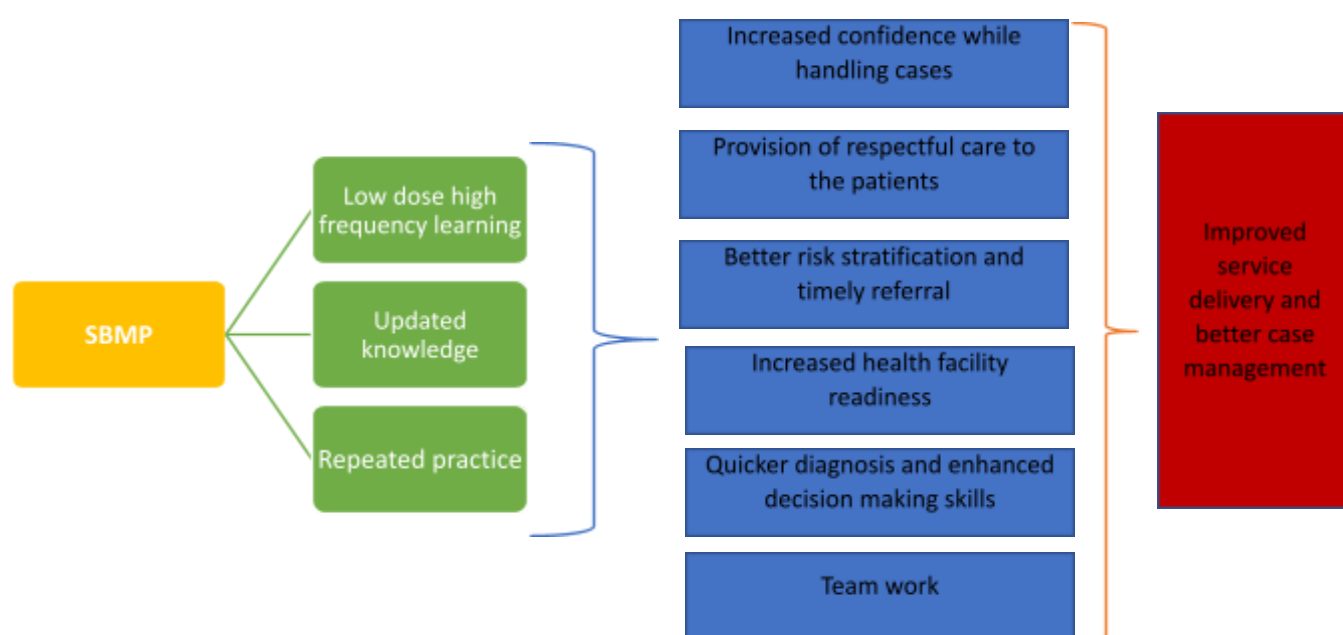 SBMP
Low dose high
frequency learning
Updated
knowledge
Repeated practice
Increased confidence while
handling cases
Provision of respectful care to
the patients
Better risk stratification and
timely referral
Increased health facility
readiness
Quicker diagnosis and enhanced
decision making skills
Team work
Improved
service
delivery and
better case
management